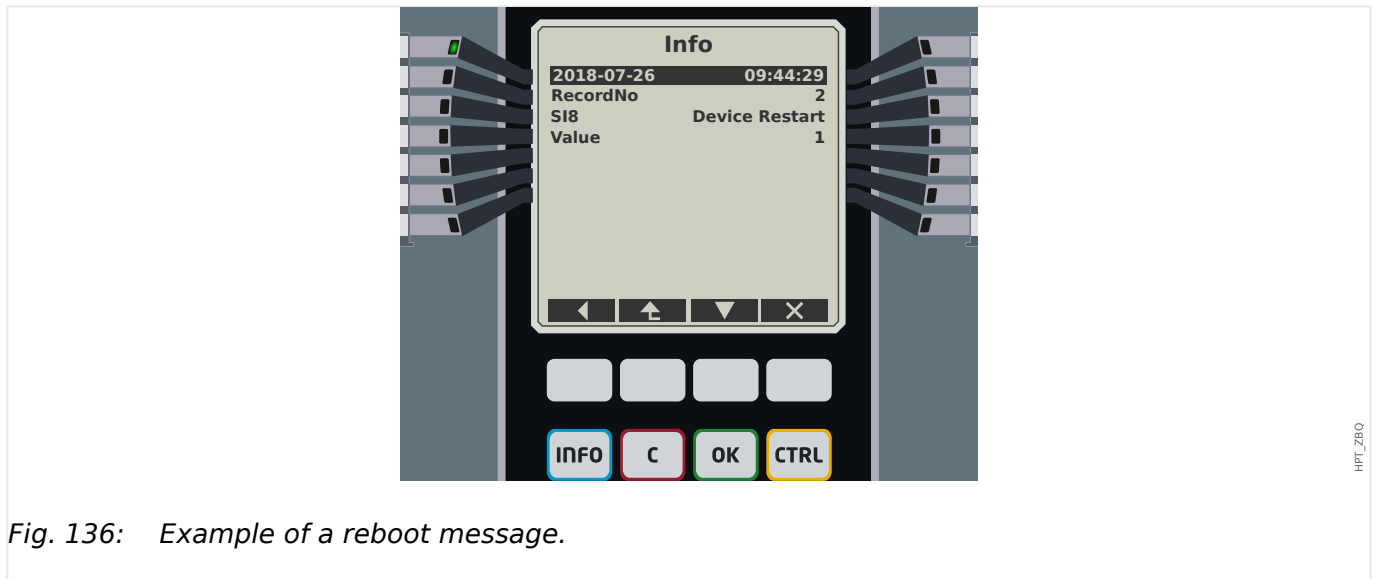 Info
2018-07-26 09:44:29
RecordNo 2
SI8 Device Restart
Value 1
INFO C OK CTRL
HPT_ZBQ
Fig. 136: Example of a reboot message.